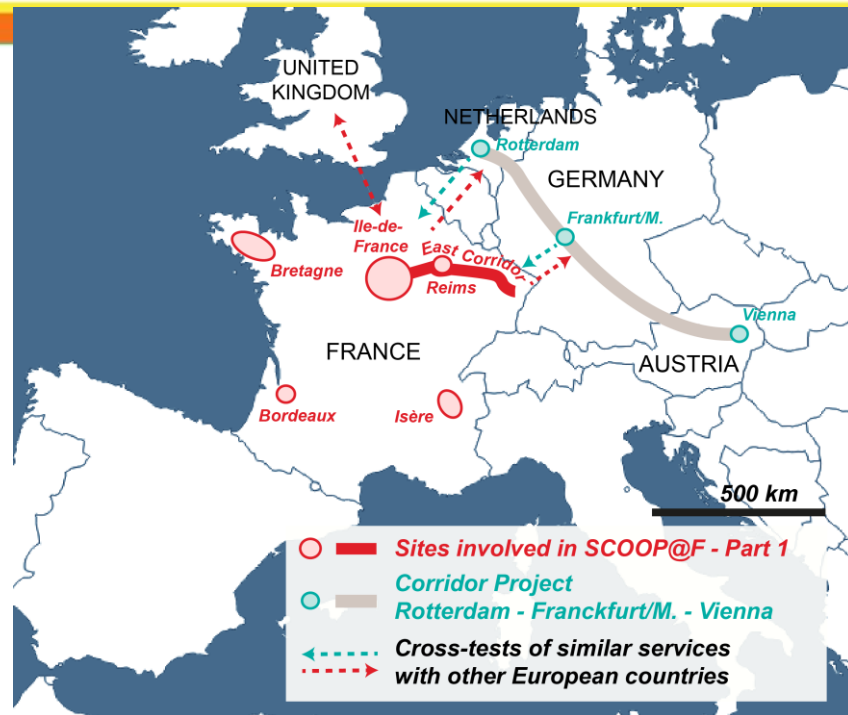 UNITED
KINGDOM
NETHERLANDS
Rotterdam
GERMANY
Ile-de-
France
Frankfurt/M.
East Corridor
Bretagne
Reims
Vienna
FRANCE
AUSTRIA
Bordeaux
Isère
500 km
Sites involved in SCOOP@F - Part 1
Corridor Project
Rotterdam - Franckfurt/M. - Vienna
Cross-tests of similar services
with other European countries